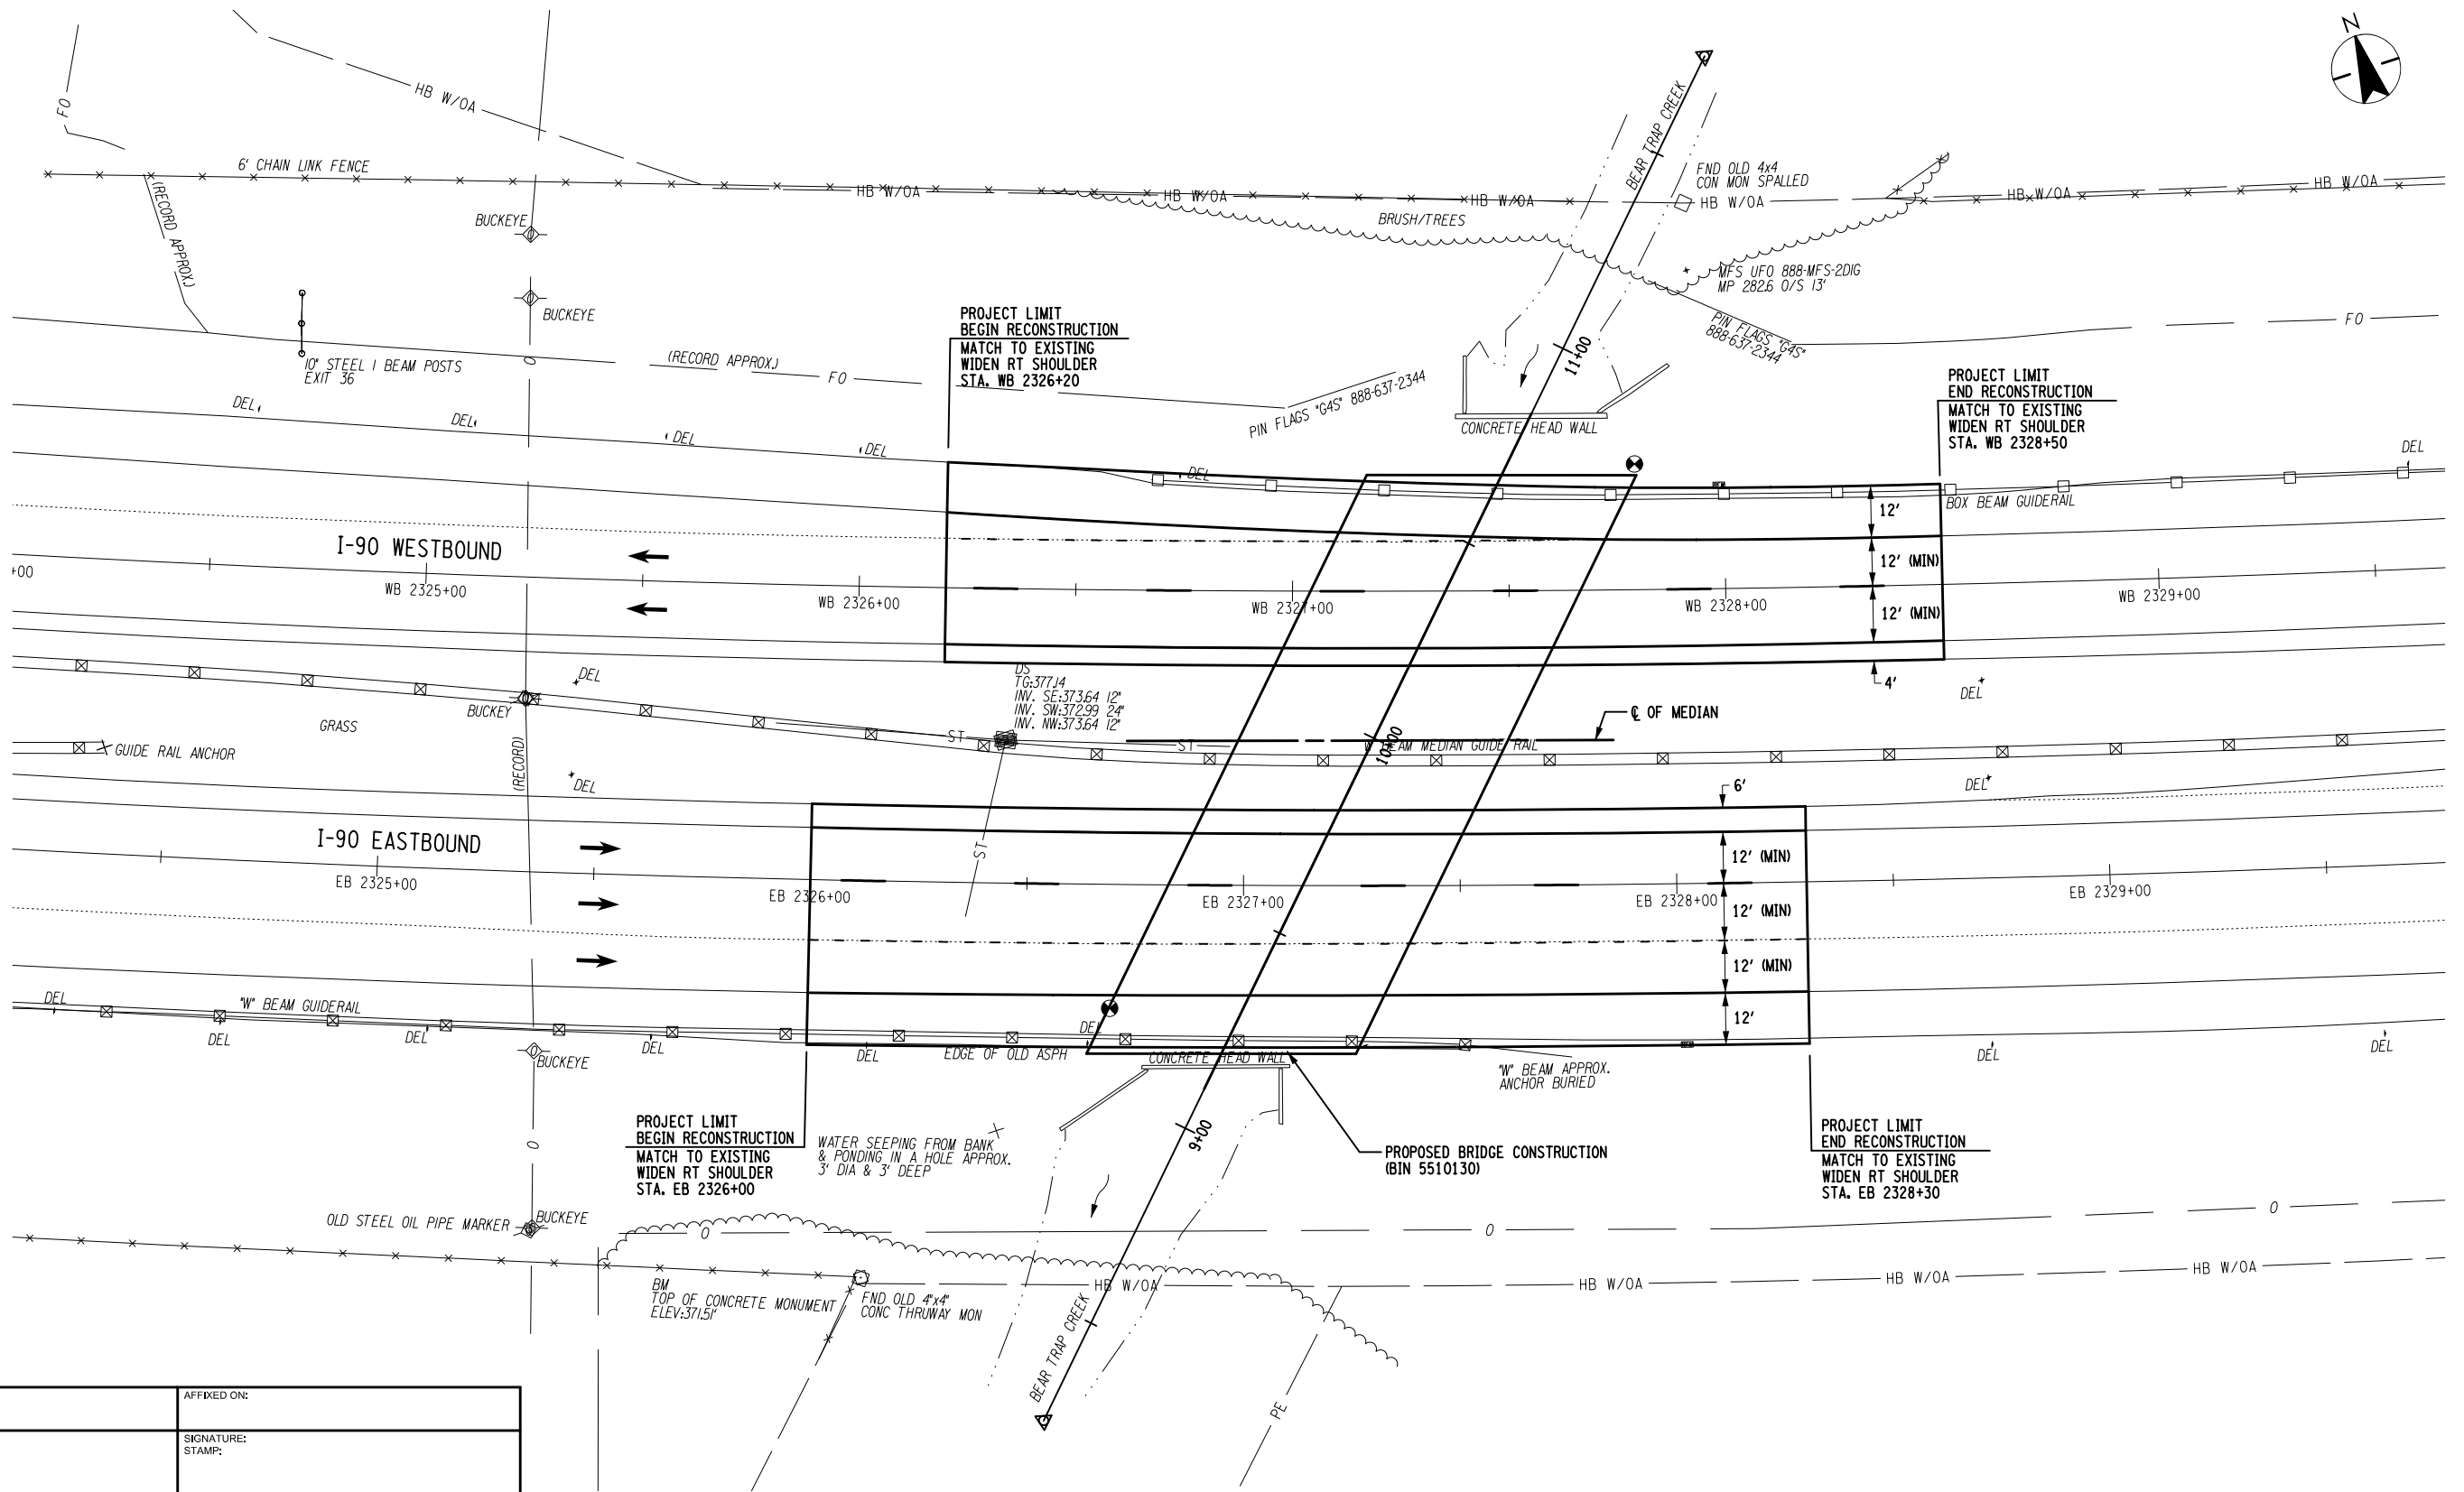 N
HB W/OA
FO
6' CHAIN LINK FENCE
(RECORD APPROX.)
BUCKEYE
HB W/OA
HB W/OA
HB W/OA
BRUSH/TREES
BEAR TRAP CREEK
FND OLD 4x4
CON MON SPALLED
HB W/OA
HB W/OA
HB W/OA
MFS UFO 888-MFS-2DIG
MP 282.6 O/S 13'
BUCKEYE
PIN FLAGS "G4S"
888-637-2344
FO
10" STEEL I BEAM POSTS
EXIT 36
O
(RECORD APPROX.)
FO
PROJECT LIMIT
BEGIN RECONSTRUCTION
MATCH TO EXISTING
WIDEN RT SHOULDER
STA. WB 2326+20
PIN FLAGS "G4S" 888-637-2344
11+00
CONCRETE HEAD WALL
PROJECT LIMIT
END RECONSTRUCTION
MATCH TO EXISTING
WIDEN RT SHOULDER
STA. WB 2328+50
DEL
DEL
DEL
DEL
DEL
DEL
BOX BEAM GUIDERAIL
12'
12' (MIN)
12' (MIN)
4'
I-90 WESTBOUND
+00
WB 2325+00
WB 2326+00
WB 2327+00
WB 2328+00
WB 2329+00
DEL
DEL
DS
TG:377.14
INV. SE:373.64 12"
INV. SW:372.99 24"
INV. NW:373.64 12"
BUCKEY
GRASS
GUIDE RAIL ANCHOR
(RECORD)
ST
ST
℄ OF MEDIAN
W BEAM MEDIAN GUIDE RAIL
10+00
DEL
DEL
6'
I-90 EASTBOUND
ST
12' (MIN)
12' (MIN)
12' (MIN)
12'
EB 2325+00
EB 2326+00
EB 2327+00
EB 2328+00
EB 2329+00
DEL
"W" BEAM GUIDERAIL
DEL
DEL
DEL
DEL
DEL
EDGE OF OLD ASPH
CONCRETE HEAD WALL
DEL
DEL
BUCKEYE
"W" BEAM APPROX.
ANCHOR BURIED
PROJECT LIMIT
BEGIN RECONSTRUCTION
MATCH TO EXISTING
WIDEN RT SHOULDER
STA. EB 2326+00
WATER SEEPING FROM BANK
& PONDING IN A HOLE APPROX.
3' DIA & 3' DEEP
9+00
PROPOSED BRIDGE CONSTRUCTION
(BIN 5510130)
PROJECT LIMIT
END RECONSTRUCTION
MATCH TO EXISTING
WIDEN RT SHOULDER
STA. EB 2328+30
O
OLD STEEL OIL PIPE MARKER
BUCKEYE
O
O
O
BM
TOP OF CONCRETE MONUMENT
ELEV:371.51'
FND OLD 4"x4"
CONC THRUWAY MON
HB W/OA
HB W/OA
HB W/OA
HB W/OA
BEAR TRAP CREEK
PE
AFFIXED ON:
SIGNATURE:
STAMP: